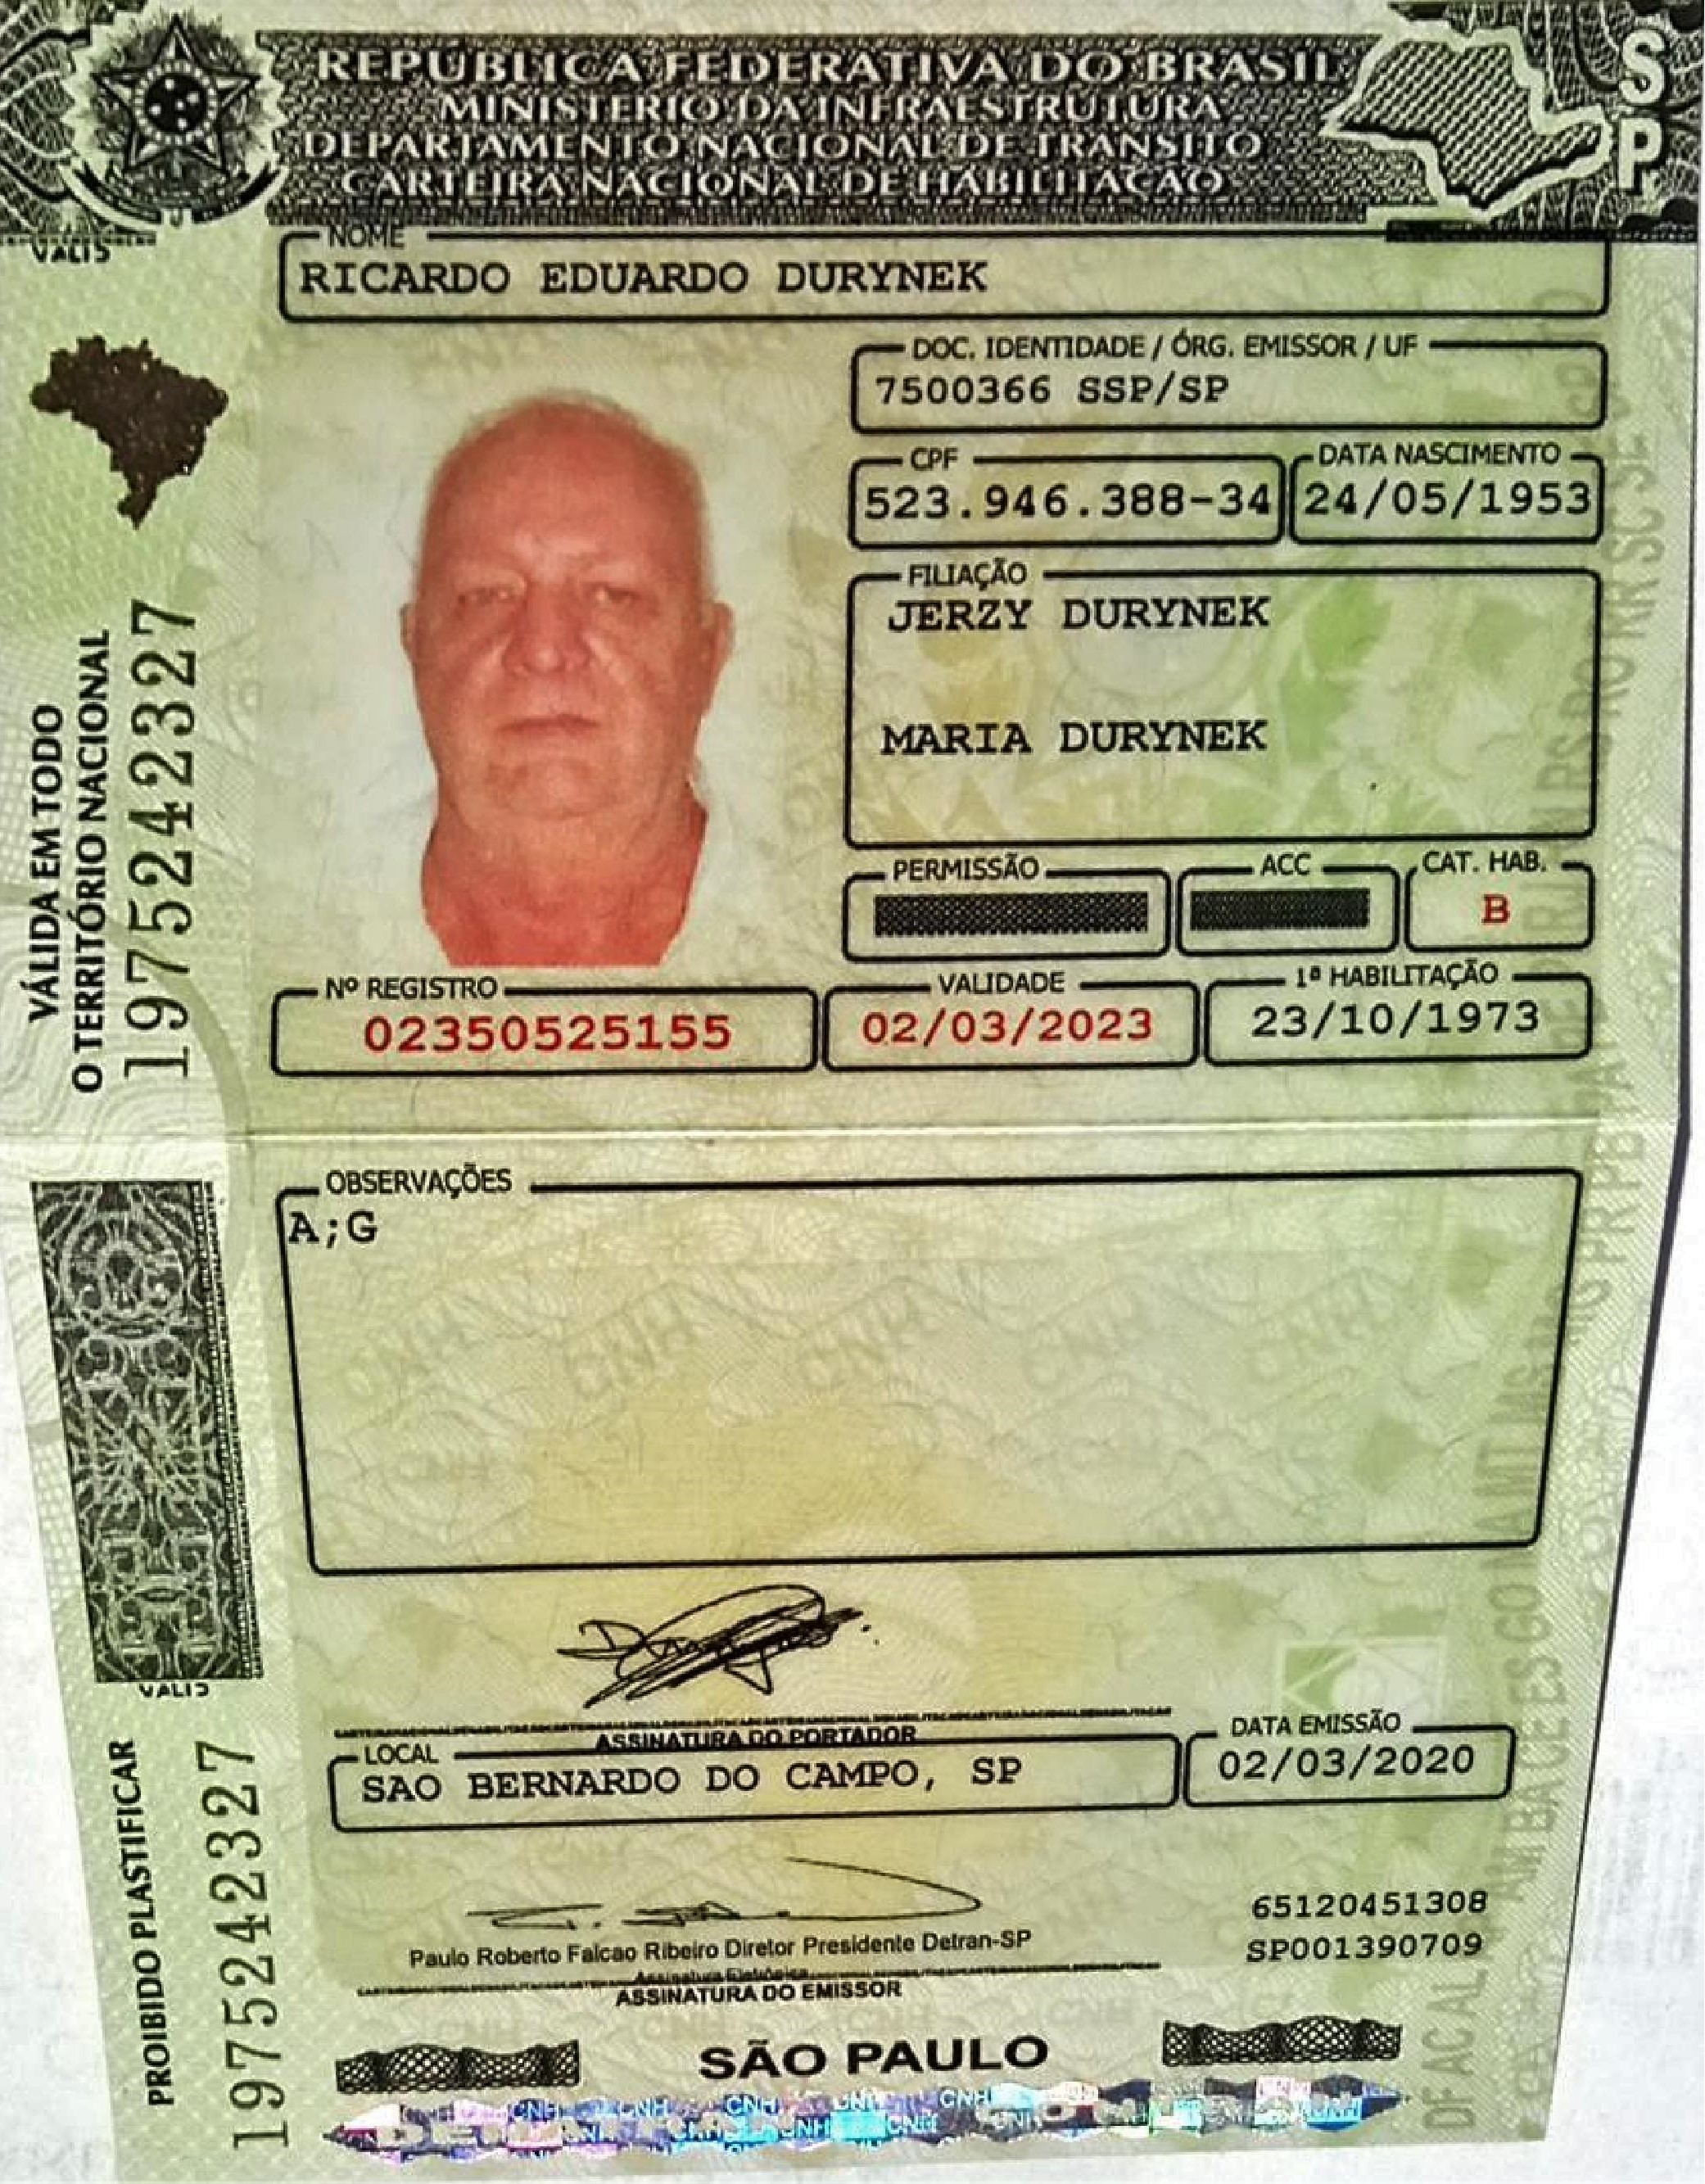 REPÚBLICA FEDERATIVA DO BRASIL
MINISTERIO DA INFRAESTRUTURA
DEPARTAMENTO NACIONAL DE TRANSITO
CARTEIRA NACIONAL DE HABILITAÇÃO
SP
NOME
RICARDO EDUARDO DURYNEK
DOC. IDENTIDADE / ÓRG. EMISSOR / UF
7500366 SSP/SP
CPF
523.946.388-34
DATA NASCIMENTO
24/05/1953
FILIAÇÃO
JERZY DURYNEK
MARIA DURYNEK
PERMISSÃO
ACC
CAT. HAB.
B
Nº REGISTRO
02350525155
VALIDADE
02/03/2023
1ª HABILITAÇÃO
23/10/1973
VÁLIDA EM TODO
O TERRITÓRIO NACIONAL
1975242327
OBSERVAÇÕES
A;G
ASSINATURA DO PORTADOR
LOCAL
SAO BERNARDO DO CAMPO, SP
DATA EMISSÃO
02/03/2020
65120451308
SP001390709
Paulo Roberto Falcao Ribeiro Diretor Presidente Detran-SP
Assinatura Eletrônica
ASSINATURA DO EMISSOR
PROIBIDO PLASTIFICAR
1975242327
SÃO PAULO
CNH CNH CNH CNH CNH